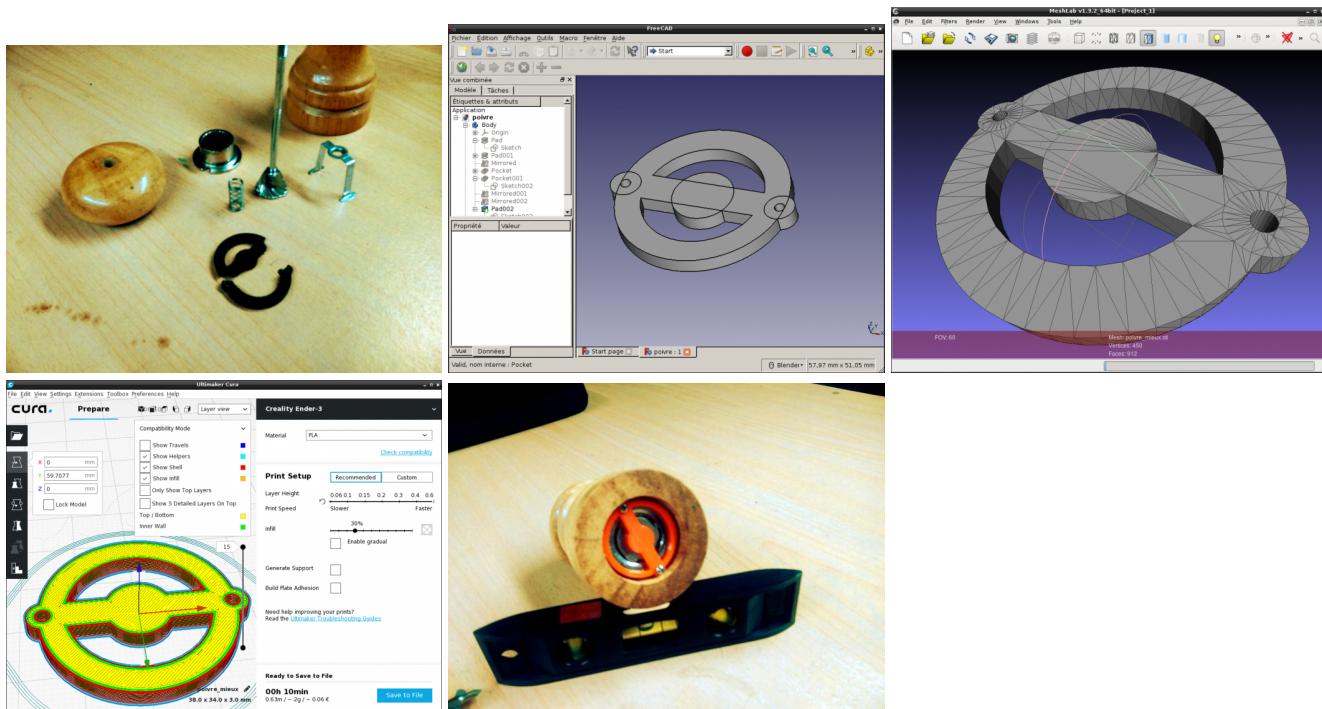 FreeCAD
Fichier Edition Affichage Outils Macro Fenêtre Aide
Start
Vue combinée
Modèle Tâches
Étiquettes & attributs
Application
poivre
Body
Origin
Pad
Sketch
Pad001
Mirrored
Pocket
Pocket001
Sketch002
Mirrored001
Mirrored002
Pad002
Propriété Valeur
Vue Données
Start page
poivre : 1
Valid, nom interne : Pocket
Blender
57,97 mm x 51,05 mm
MeshLab v1.3.2_64bit - [Project_1]
File Edit Filters Render View Windows Tools Help
FOV: 60
Mesh: poivre_mieux.stl
Vertices: 450
Faces: 912
Ultimaker Cura
File Edit View Settings Extensions Toolbox Preferences Help
cura.
Prepare
Layer view
Creality Ender-3
Compatibility Mode
Show Travels
Show Helpers
Show Shell
Show Infill
Only Show Top Layers
Show 5 Detailed Layers On Top
Top / Bottom
Inner Wall
X 0 mm
Y 59.7077 mm
Z 0 mm
Lock Model
15
Material PLA
Check compatibility
Print Setup Recommended Custom
Layer Height 0.06 0.1 0.15 0.2 0.3 0.4 0.6
Print Speed Slower Faster
Infill 30%
Enable gradual
Generate Support
Build Plate Adhesion
Need help improving your prints?
Read the Ultimaker Troubleshooting Guides
Ready to Save to File
00h 10min
0.63m / ~ 2g / ~ 0.06 €
Save to File
poivre_mieux
38.0 x 34.0 x 3.0 mm